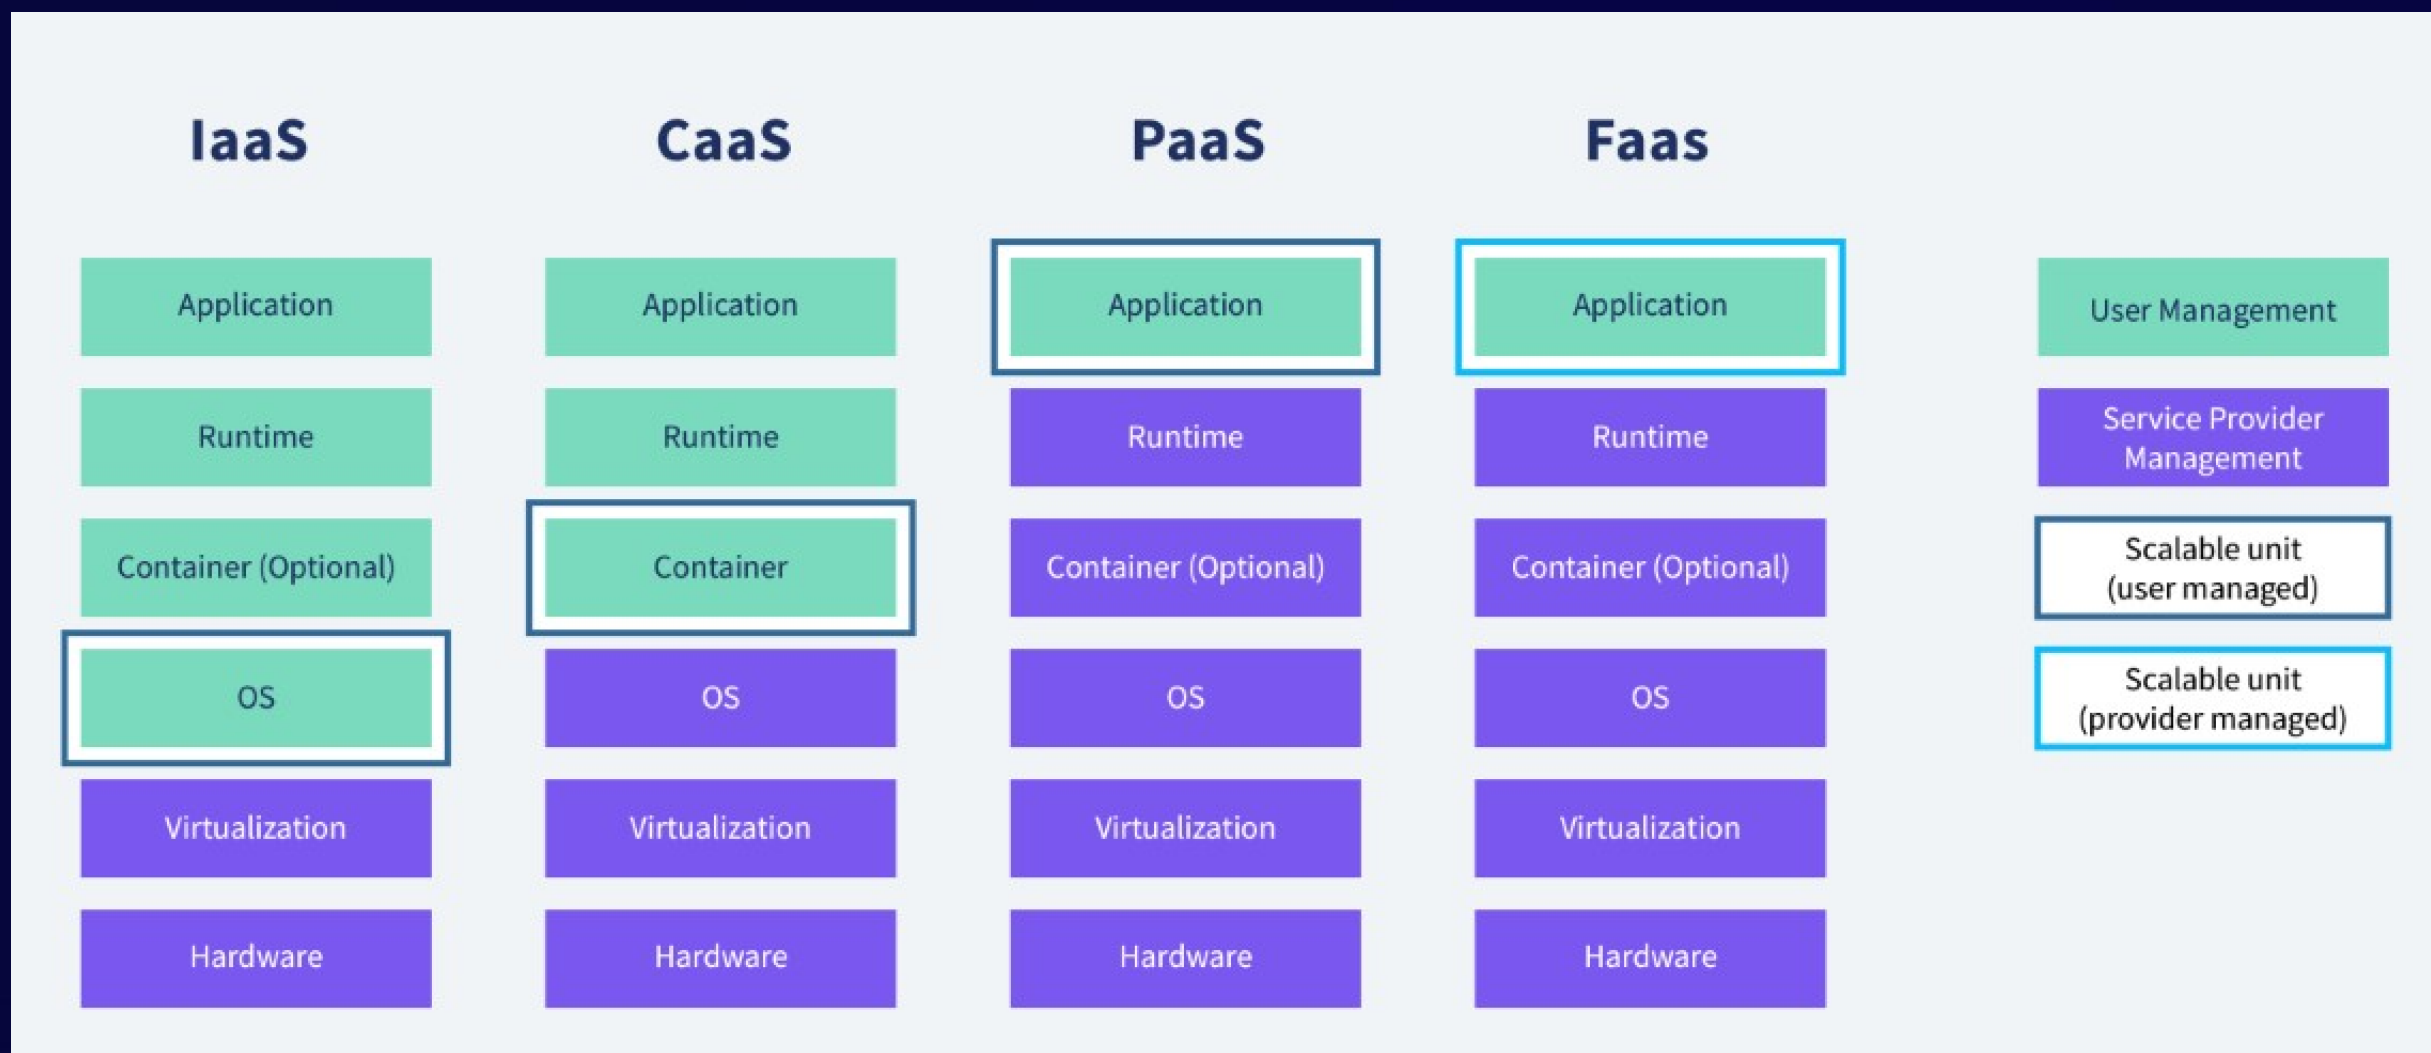 IaaS
CaaS
PaaS
Faas
Application
Application
Application
Application
User Management
Runtime
Runtime
Runtime
Runtime
Service Provider
Management
Container (Optional)
Container
Container (Optional)
Container (Optional)
Scalable unit
(user managed)
OS
OS
OS
OS
Scalable unit
(provider managed)
Virtualization
Virtualization
Virtualization
Virtualization
Hardware
Hardware
Hardware
Hardware